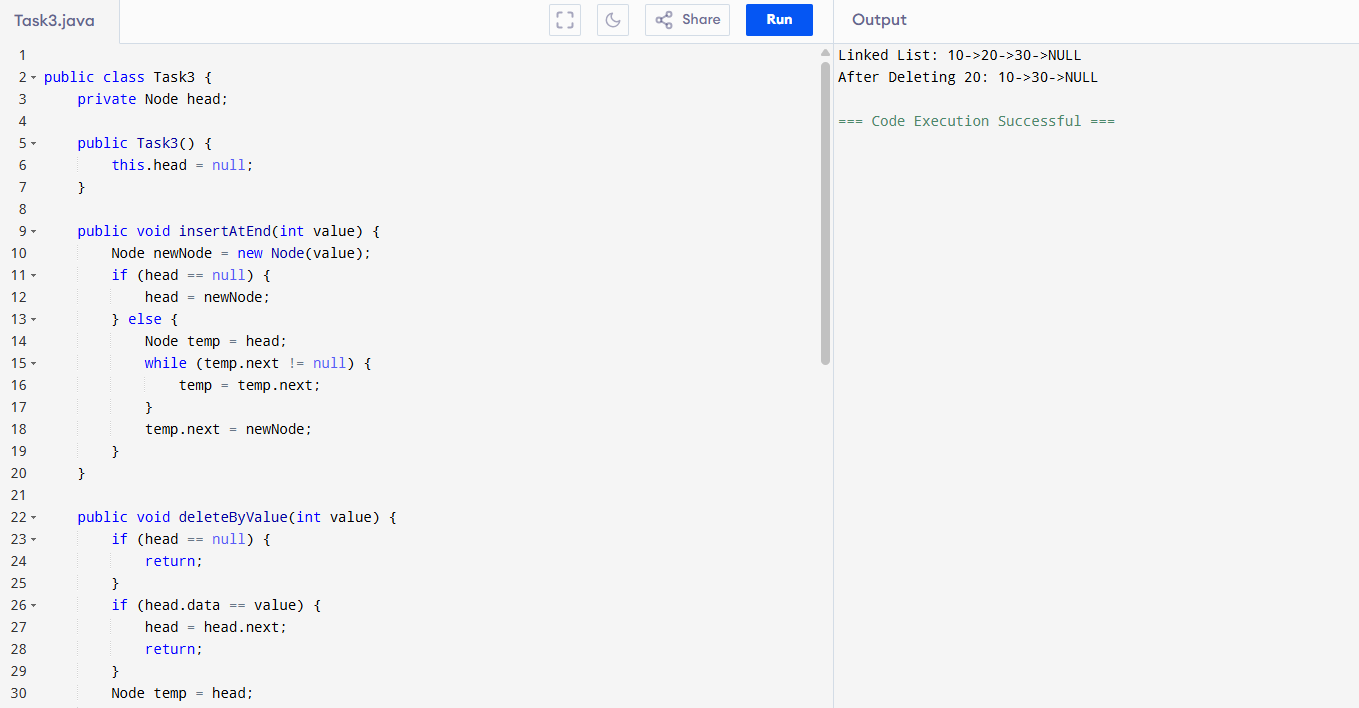 Task3.java Share Run Output
1
2 public class Task3 {
3     private Node head;
4
5     public Task3() {
6         this.head = null;
7     }
8
9     public void insertAtEnd(int value) {
10         Node newNode = new Node(value);
11         if (head == null) {
12             head = newNode;
13         } else {
14             Node temp = head;
15             while (temp.next != null) {
16                 temp = temp.next;
17             }
18             temp.next = newNode;
19         }
20     }
21
22     public void deleteByValue(int value) {
23         if (head == null) {
24             return;
25         }
26         if (head.data == value) {
27             head = head.next;
28             return;
29         }
30         Node temp = head;
Linked List: 10->20->30->NULL
After Deleting 20: 10->30->NULL
=== Code Execution Successful ===